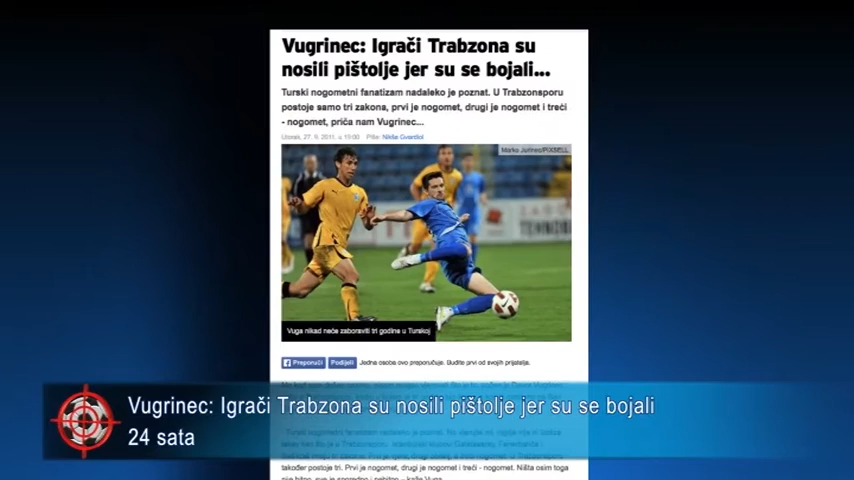 Vugrinec: Igrači Trabzona su
nosili pištolje jer su se bojali...
Turski nogometni fanatizam nadaleko je poznat. U Trabzonsporu
postoje samo tri zakona, prvi je nogomet, drugi je nogomet i treći
- nogomet, priča nam Vugrinec...
Utorak, 27. 9. 2011. u 15:00 Piše: Nikša Gvardiol
Marko Jurinec/PIXSELL
Vuga nikad neće zaboraviti tri godine u Turskoj
Preporuči Podijeli Jedna osoba ovo preporučuje. Budite prvi od svojih prijatelja.
Vugrinec: Igrači Trabzona su nosili pištolje jer su se bojali
24 sata
također postoje tri. Prvi je nogomet, drugi je nogomet i treći - nogomet. Ništa osim toga